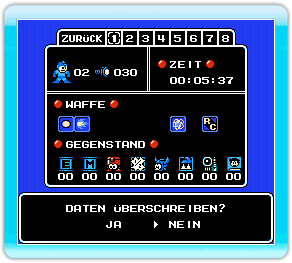 ZURÜCK 1 2 3 4 5 6 7 8
02 030
ZEIT
00:05:37
WAFFE
RC
GEGENSTAND
E M
00 00 00 00 00 00 00 00
DATEN ÜBERSCHREIBEN?
JA ▶ NEIN